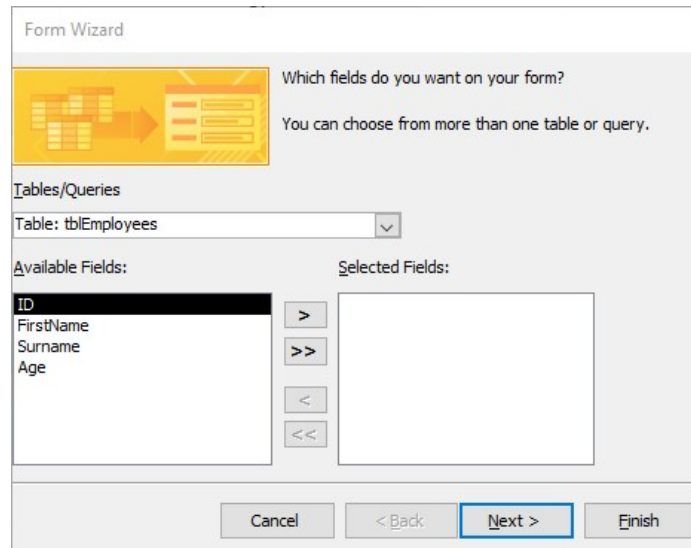 Form Wizard
Which fields do you want on your form?
You can choose from more than one table or query.
Tables/Queries
Table: tblEmployees
Available Fields:
Selected Fields:
ID
FirstName
Surname
Age
>
>>
<
<<
Cancel
< Back
Next >
Finish